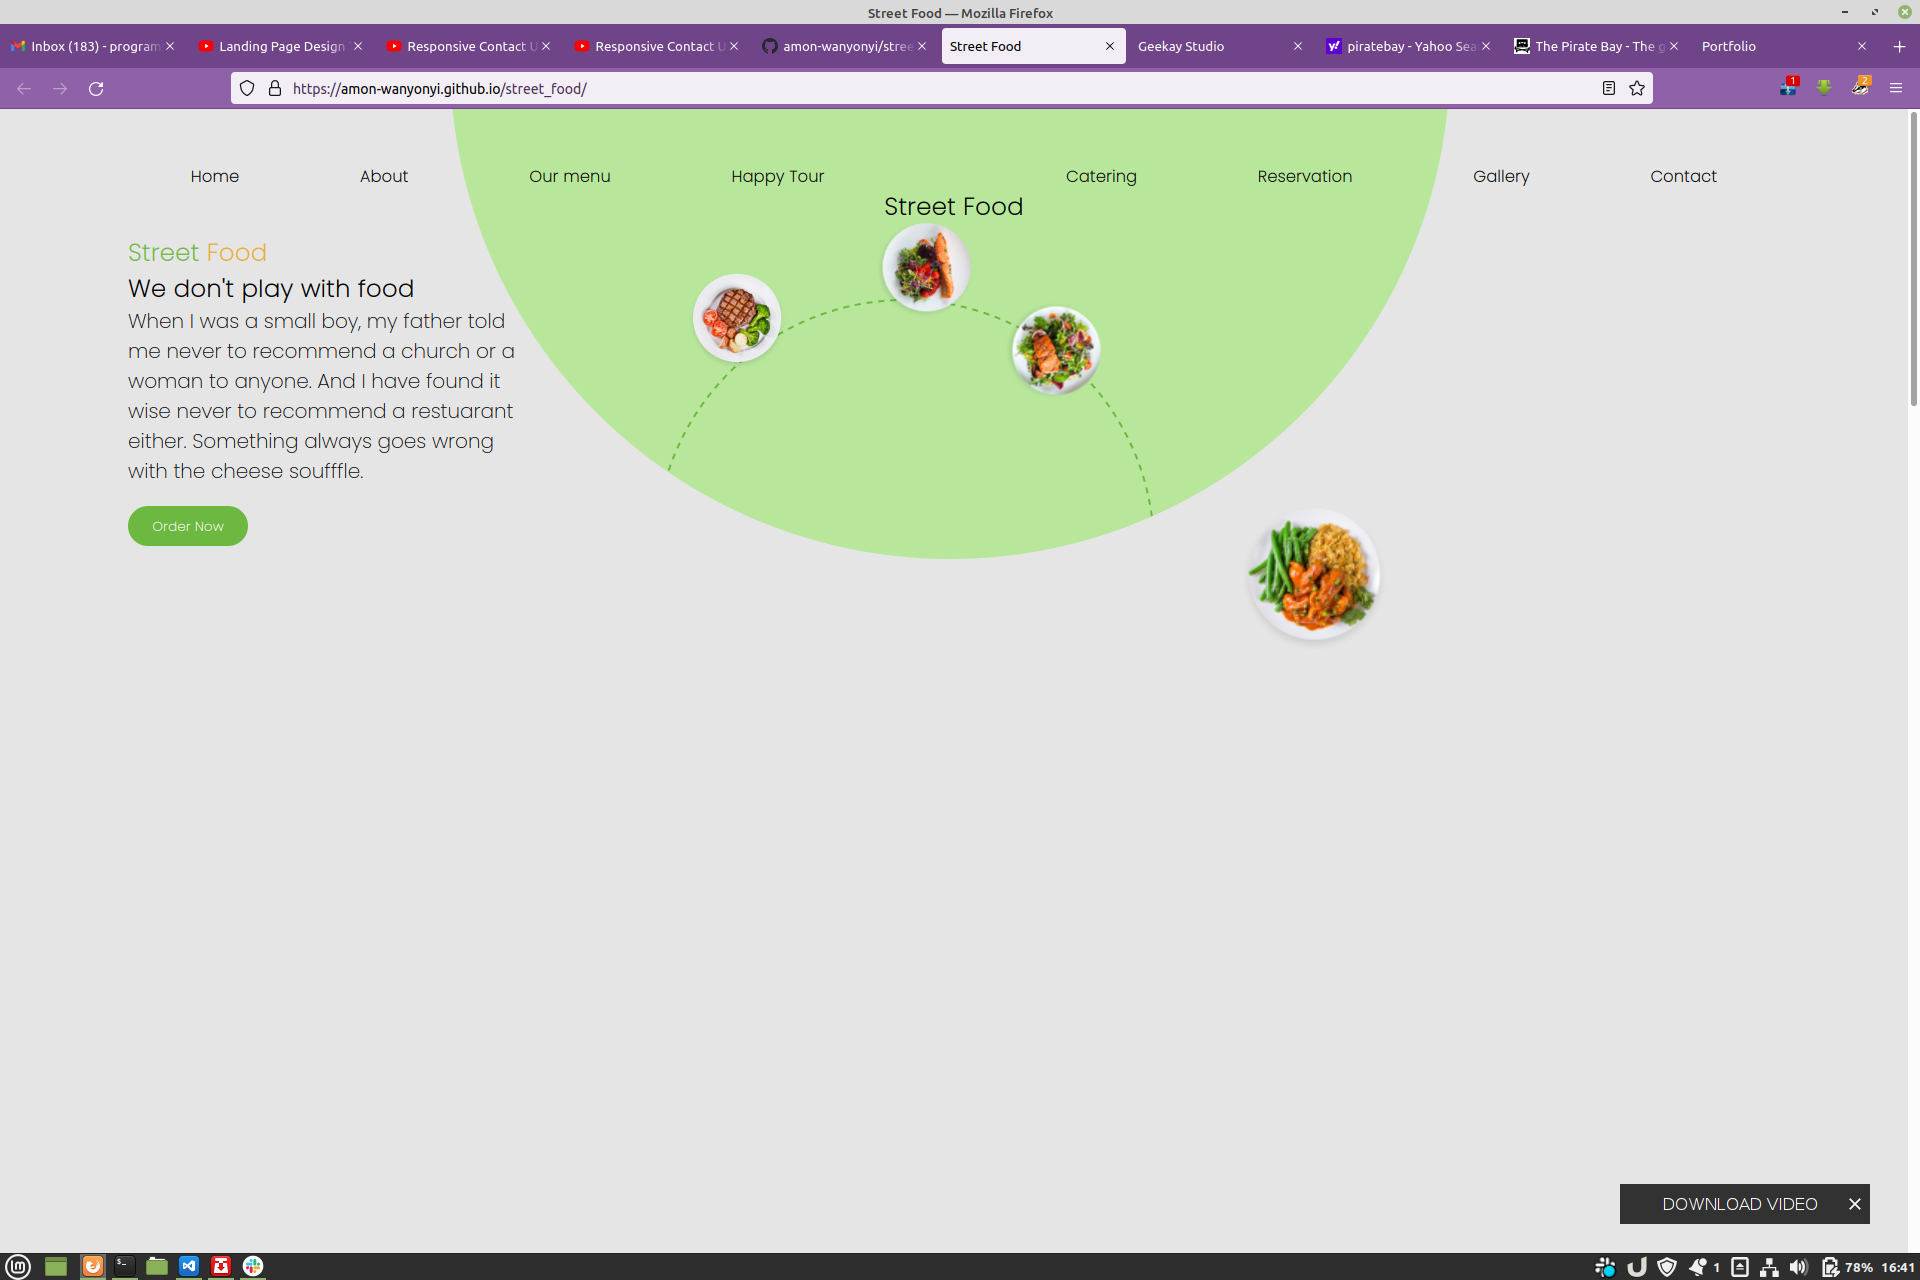 Street Food — Mozilla Firefox
Inbox (183) - program
Landing Page Design
Responsive Contact U
Responsive Contact U
amon-wanyonyi/stree
Street Food
Geekay Studio
piratebay - Yahoo Sea
The Pirate Bay - The g
Portfolio
https://amon-wanyonyi.github.io/street_food/
1
2
Home
About
Our menu
Happy Tour
Catering
Reservation
Gallery
Contact
Street Food
Street Food
We don't play with food
When I was a small boy, my father told
me never to recommend a church or a
woman to anyone. And I have found it
wise never to recommend a restuarant
either. Something always goes wrong
with the cheese soufffle.
Order Now
DOWNLOAD VIDEO
1
78%
16:41